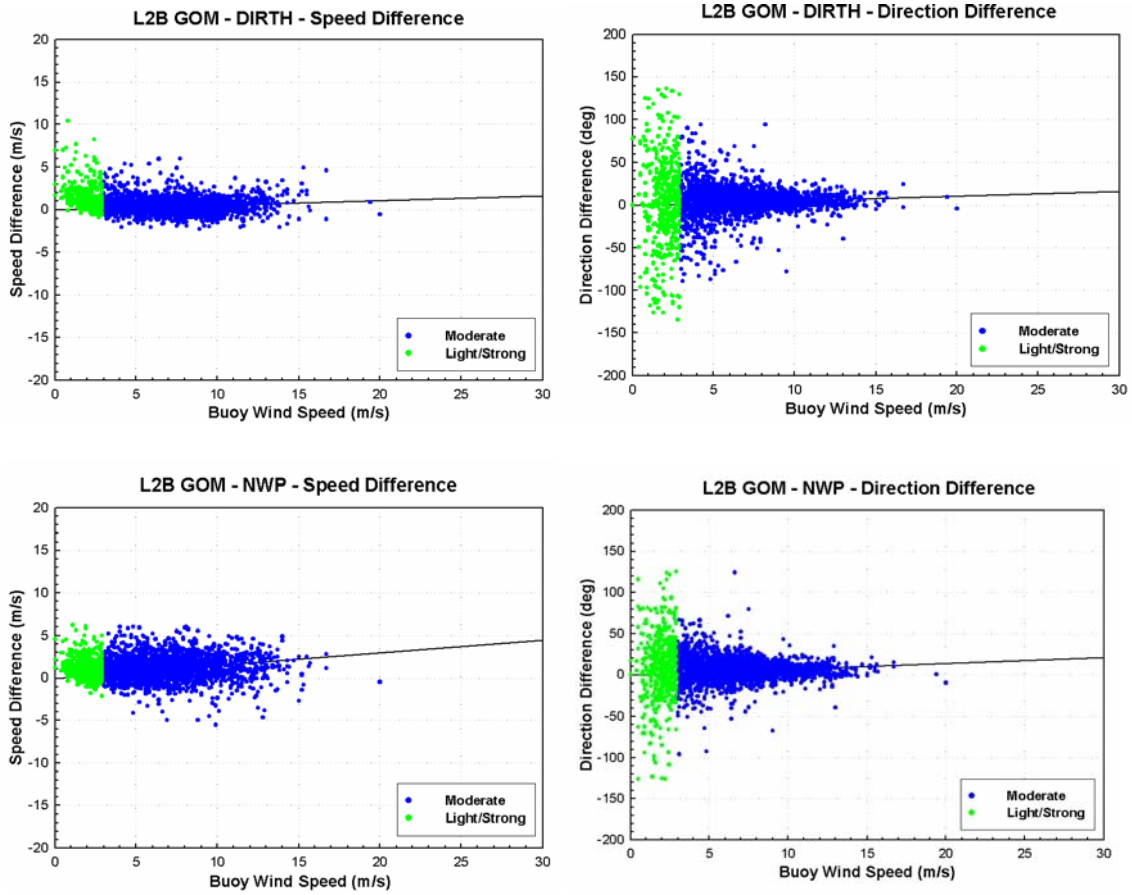 L2B GOM - DIRTH - Speed Difference
20
15
10
5
0
-5
-10
15
-20
Speed Difference (m/s)
Moderate
Light/Strong
0 5 10 15 20 25 30
Buoy Wind Speed (m/s)
L2B GOM - DIRTH - Direction Difference
200
150
100
50
0
-50
-100
-150
-200
Direction Difference (deg)
Moderate
Light/Strong
0 5 10 15 20 25 30
Buoy Wind Speed (m/s)
L2B GOM - NWP - Speed Difference
20
15
10
5
0
-5
-10
-15
-20
Speed Difference (m/s)
Moderate
Light/Strong
0 5 10 15 20 25 30
Buoy Wind Speed (m/s)
L2B GOM - NWP - Direction Difference
200
150
100
50
0
-50
-100
-150
-200
Direction Difference (deg)
Moderate
Light/Strong
0 5 10 15 20 25 30
Buoy Wind Speed (m/s)